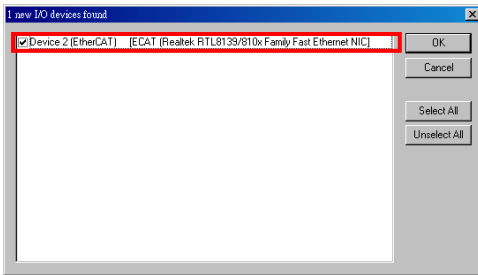 1 new I/O devices found
Device 2 (EtherCAT) [ECAT (Realtek RTL8139/810x Family Fast Ethernet NIC]
OK
Cancel
Select All
Unselect All